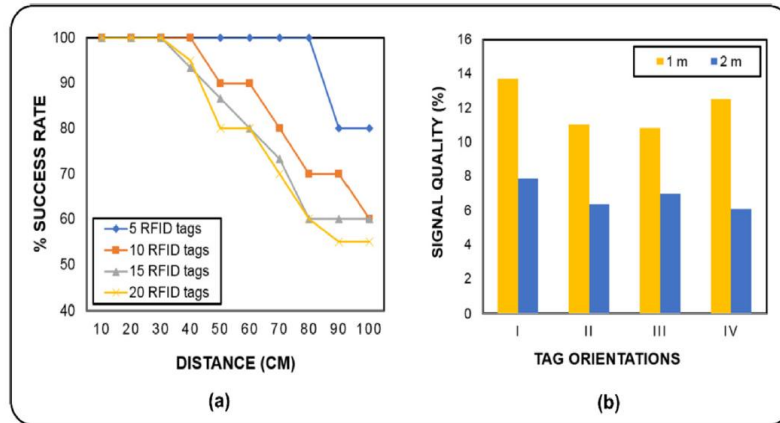 % SUCCESS RATE
100
90
80
70
60
50
40
5 RFID tags
10 RFID tags
15 RFID tags
20 RFID tags
10 20 30 40 50 60 70 80 90 100
DISTANCE (CM)
(a)
SIGNAL QUALITY (%)
16
14
12
10
8
6
4
2
0
1 m 2 m
I II III IV
TAG ORIENTATIONS
(b)